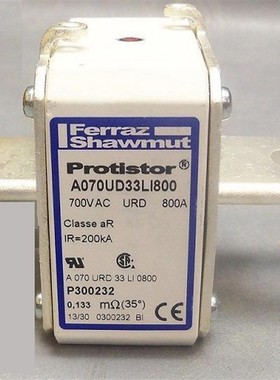 Ferraz
Shawmut
Protistor®
A070UD33LI800
700VAC URD 800A
Classe aR
IR=200kA
A 070 URD 33 LI 0800
P300232
0,133 mΩ(35°)
13/30 0300232 BI